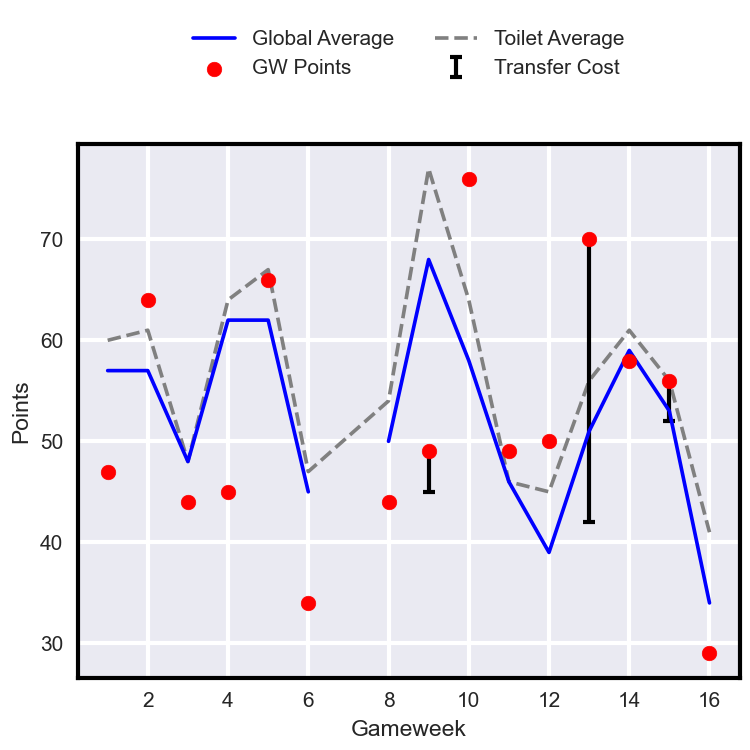 Global Average
Toilet Average
GW Points
Transfer Cost
70
60
50
40
30
Points
2 4 6 8 10 12 14 16
Gameweek